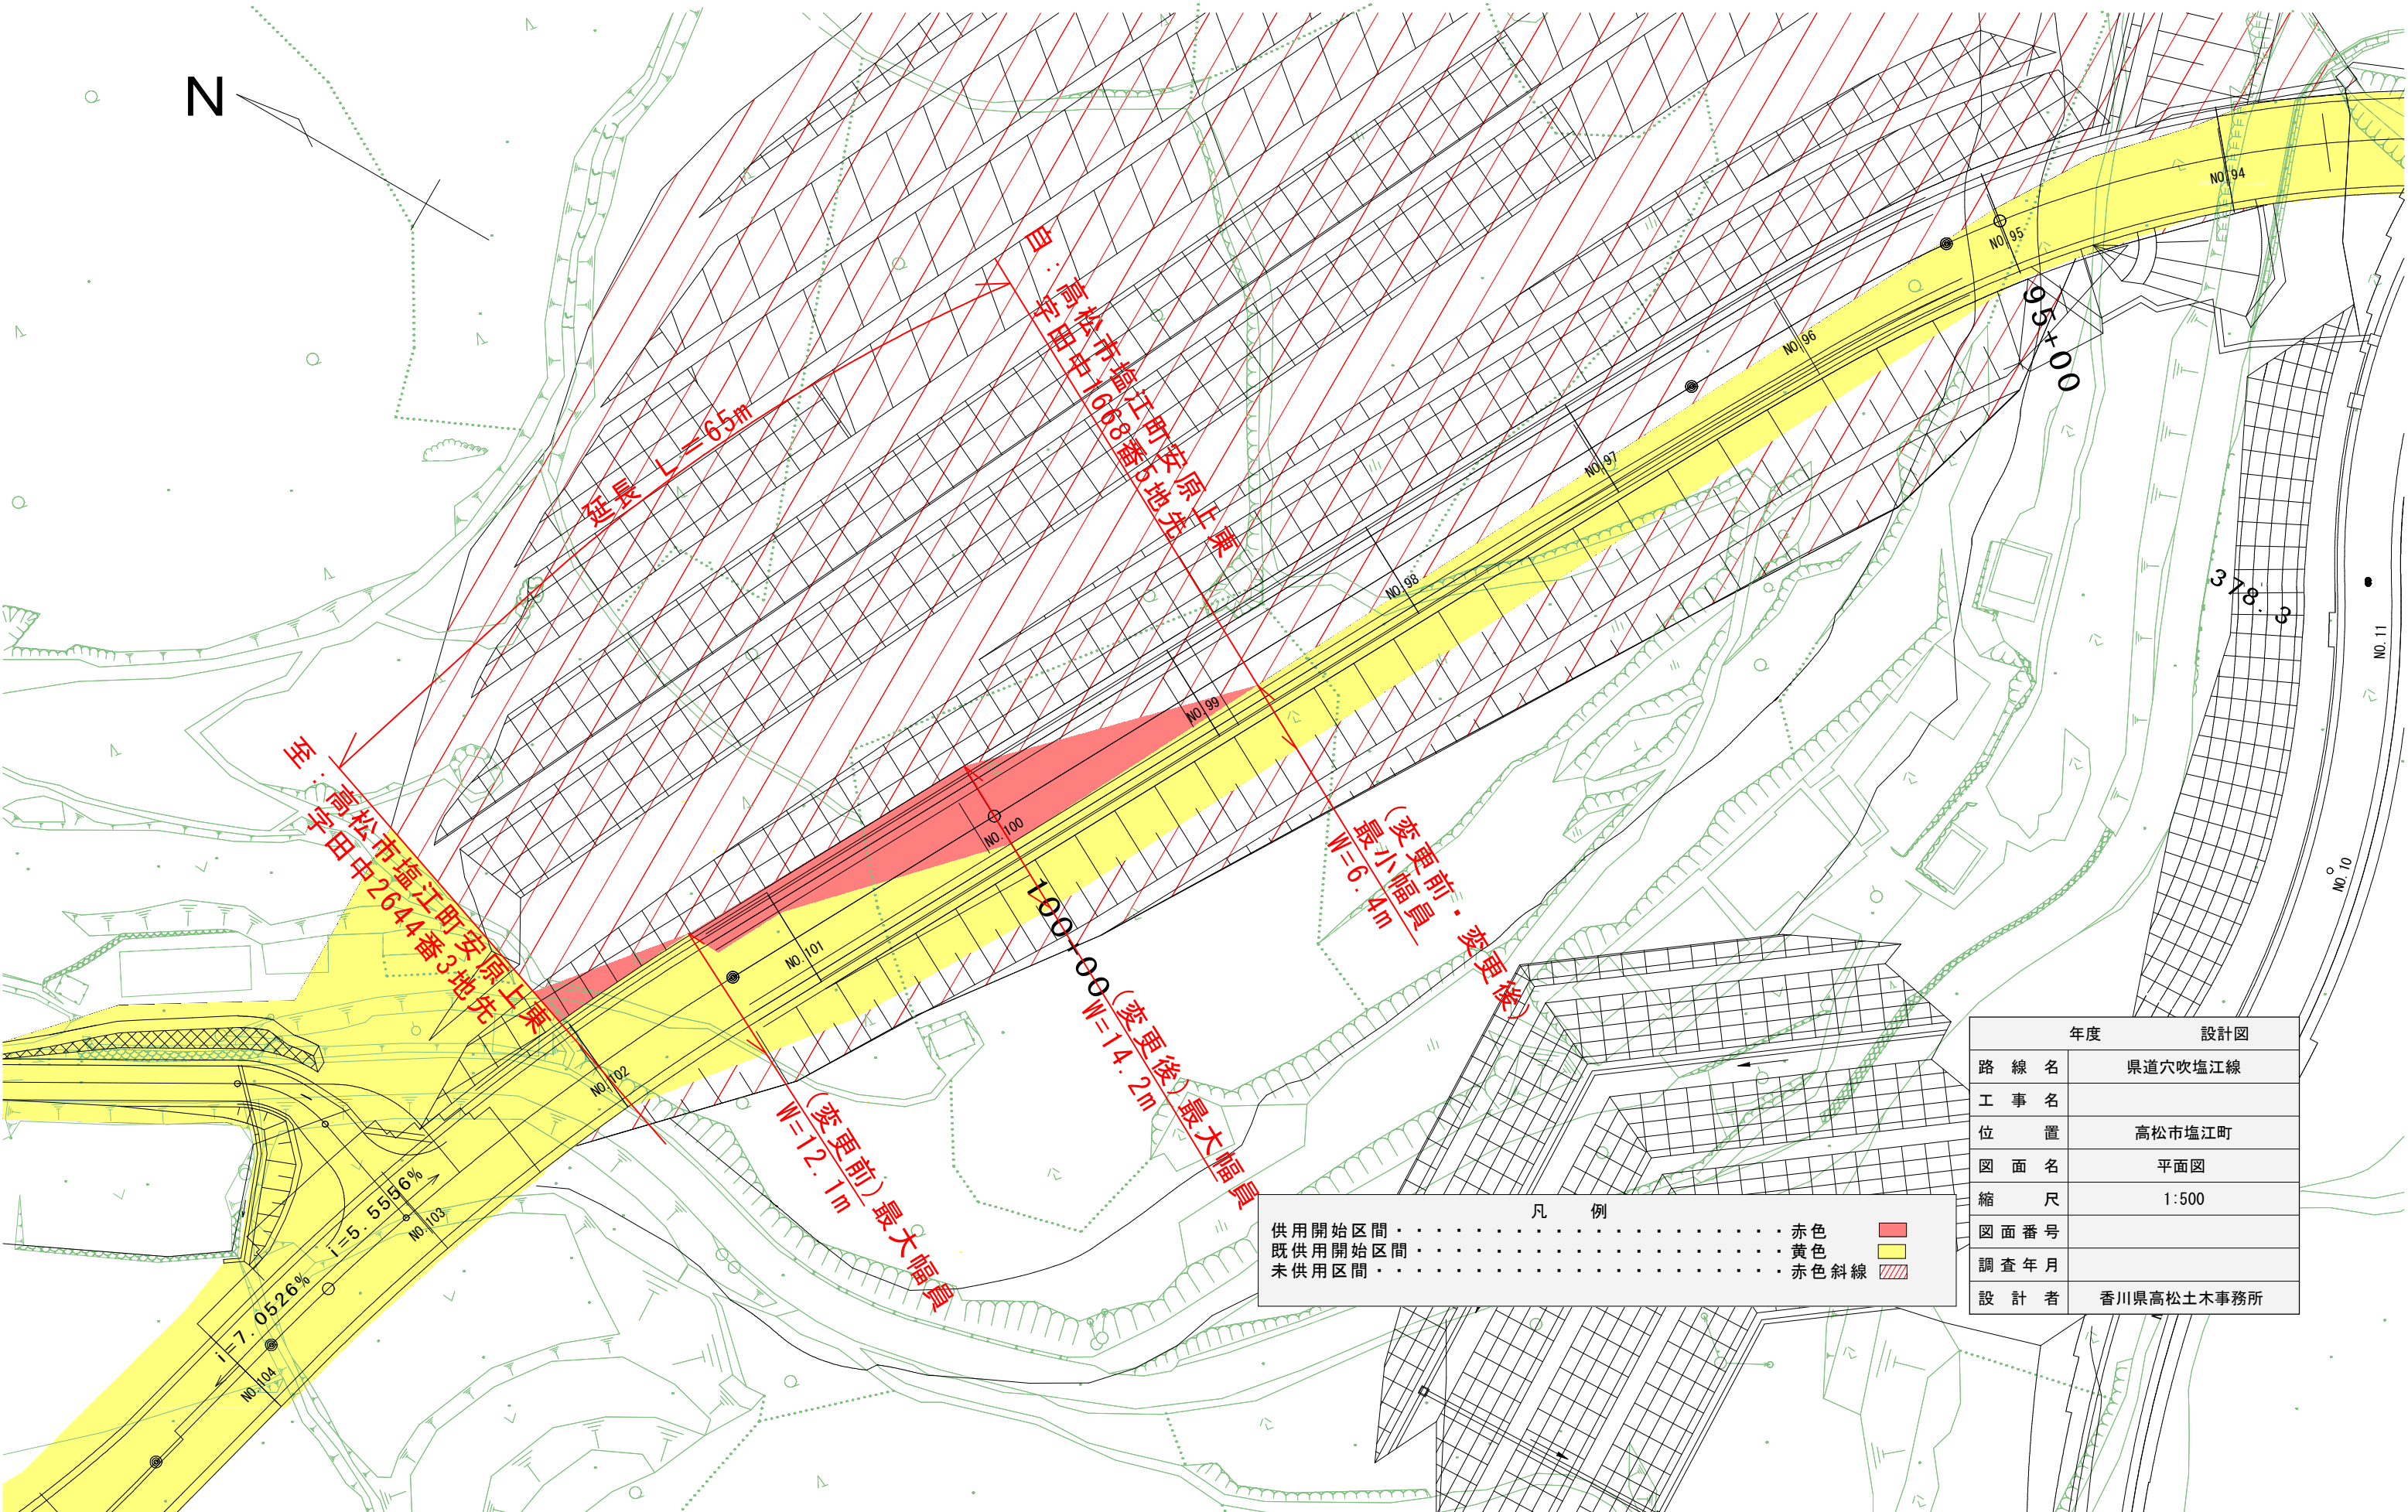 N
自：高松市塩江町安原上東
字田中1668番5地先
延長 L＝65m
至：高松市塩江町安原上東
字田中2644番3地先
NO.94
NO.95
95+00
NO.96
NO.97
NO.98
NO.99
NO.100
100+00
NO.101
NO.102
NO.103
NO.104
i=5.5556%
i=7.0526%
378.3
NO.11
NO.10
（変更前・変更後）
最小幅員
W=6.4m
（変更後）最大幅員
W=14.2m
（変更前）最大幅員
W=12.1m
凡 例
供用開始区間・・・・・・・・・・・・・・・・・赤色
既供用開始区間・・・・・・・・・・・・・・・・黄色
未供用区間・・・・・・・・・・・・・・・・・・赤色斜線
年度 設計図
路線名 県道穴吹塩江線
工事名
位置 高松市塩江町
図面名 平面図
縮尺 1:500
図面番号
調査年月
設計者 香川県高松土木事務所